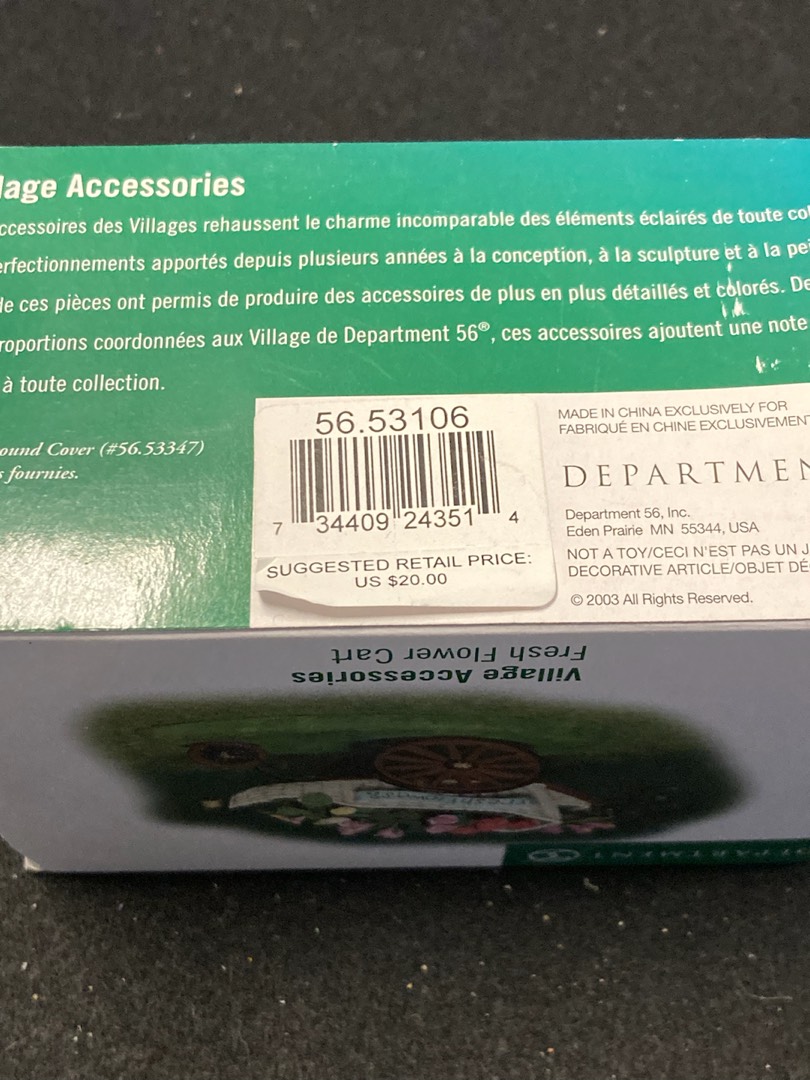 lage Accessories
ccessoires des Villages rehaussent le charme incomparable des éléments éclairés de toute col
erfectionnements apportés depuis plusieurs années à la conception, à la sculpture et à la pei
de ces pièces ont permis de produire des accessoires de plus en plus détaillés et colorés. De
roportions coordonnées aux Village de Department 56®, ces accessoires ajoutent une note
à toute collection.
ound Cover (#56.53347)
s fournies.
56.53106
7 34409 24351 4
SUGGESTED RETAIL PRICE:
US $20.00
MADE IN CHINA EXCLUSIVELY FOR
FABRIQUÉ EN CHINE EXCLUSIVEMENT
DEPARTMEN
Department 56, Inc.
Eden Prairie MN 55344, USA
NOT A TOY/CECI N'EST PAS UN J
DECORATIVE ARTICLE/OBJET DÉ
© 2003 All Rights Reserved.
Village Accessories
Fresh Flower Cart
DEPARTMENT